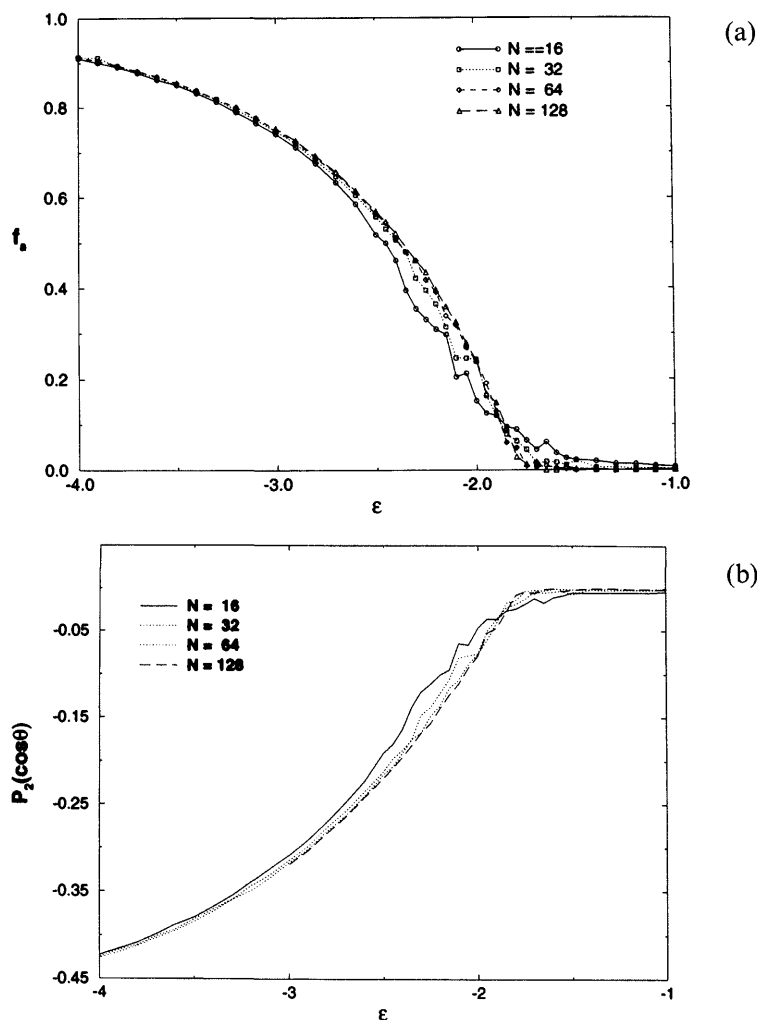 (a)
1.0
0.8
0.6
0.4
0.2
0.0
fa
N ==16
N = 32
N = 64
N = 128
-4.0
-3.0
-2.0
-1.0
ε
(b)
-0.05
-0.15
-0.25
-0.35
-0.45
P2(cosθ)
N = 16
N = 32
N = 64
N = 128
-4
-3
-2
-1
ε